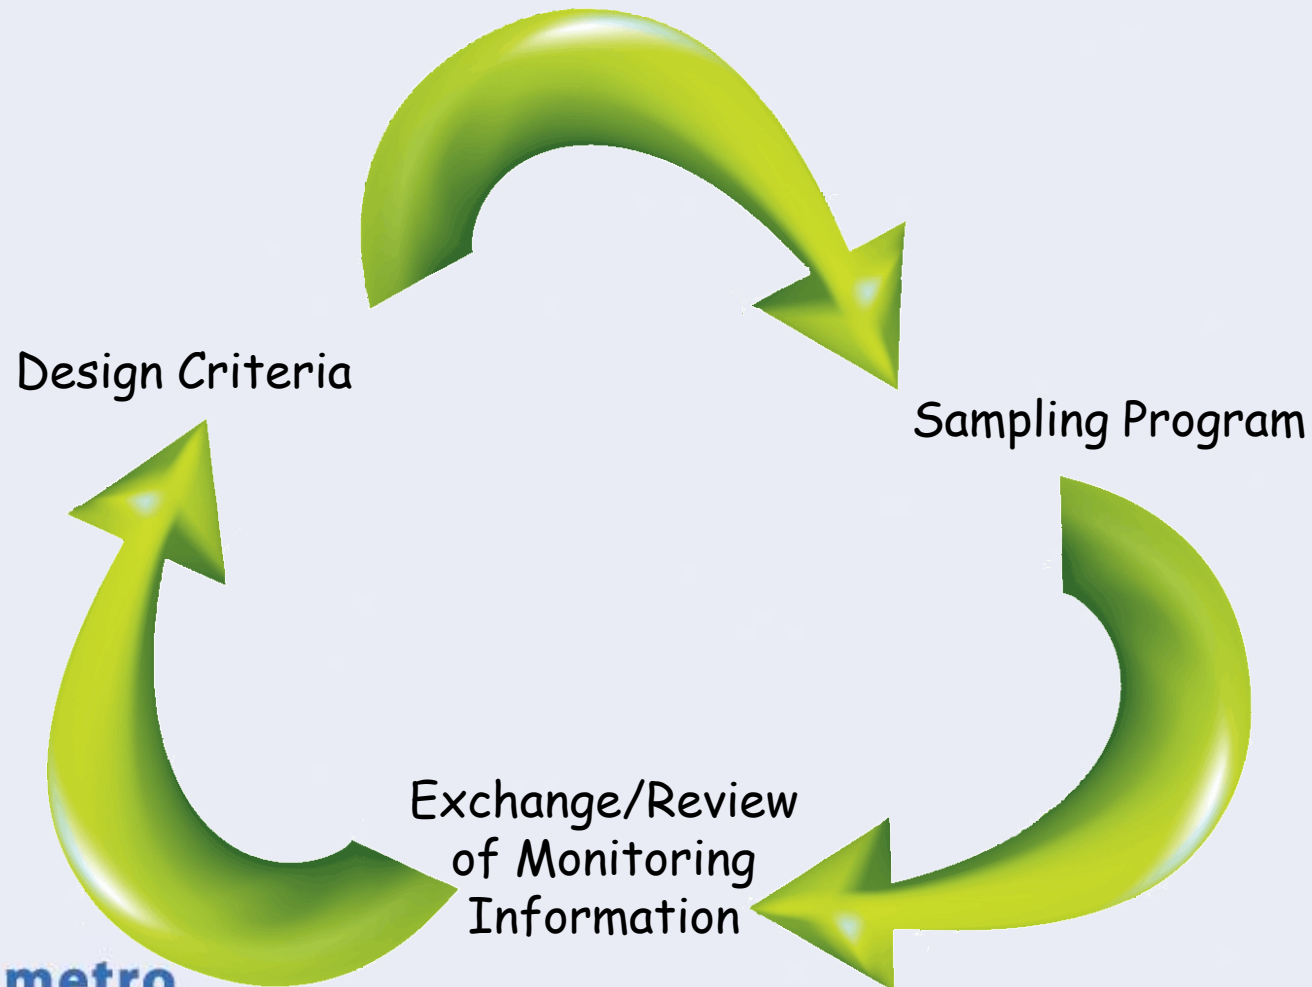 Design Criteria
Sampling Program
Exchange/Review
of Monitoring
Information
metro